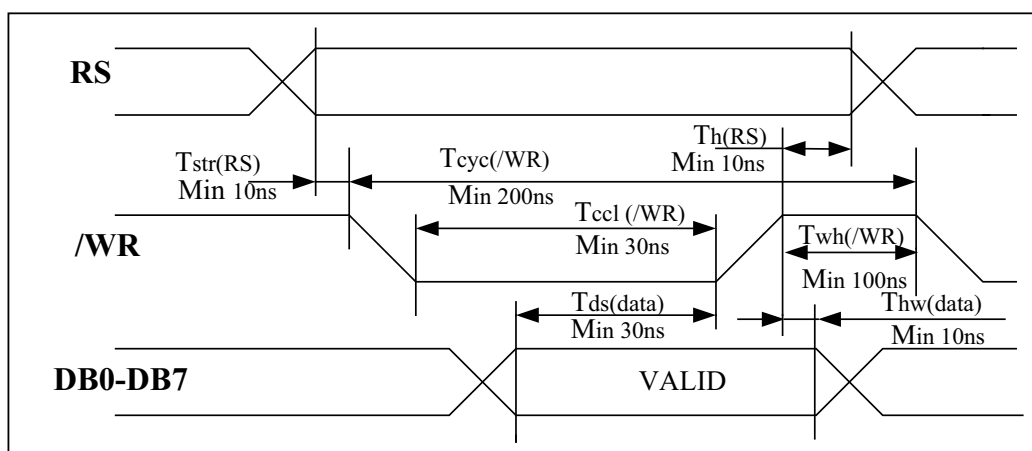 RS
Th(RS)
Min 10ns
Tstr(RS)
Min 10ns
Tcyc(/WR)
Min 200ns
/WR
Tccl (/WR)
Min 30ns
Twh(/WR)
Min 100ns
Tds(data)
Min 30ns
Thw(data)
Min 10ns
DB0-DB7
VALID